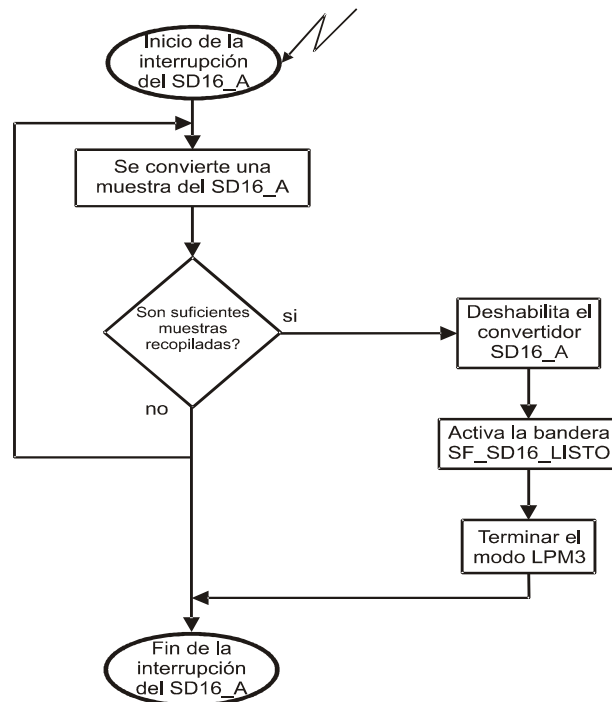 Inicio de la
interrupción
del SD16_A
Se convierte una
muestra del SD16_A
Son suficientes
muestras
recopiladas?
si
no
Deshabilita el
convertidor
SD16_A
Activa la bandera
SF_SD16_LISTO
Terminar el
modo LPM3
Fin de la
interrupción
del SD16_A